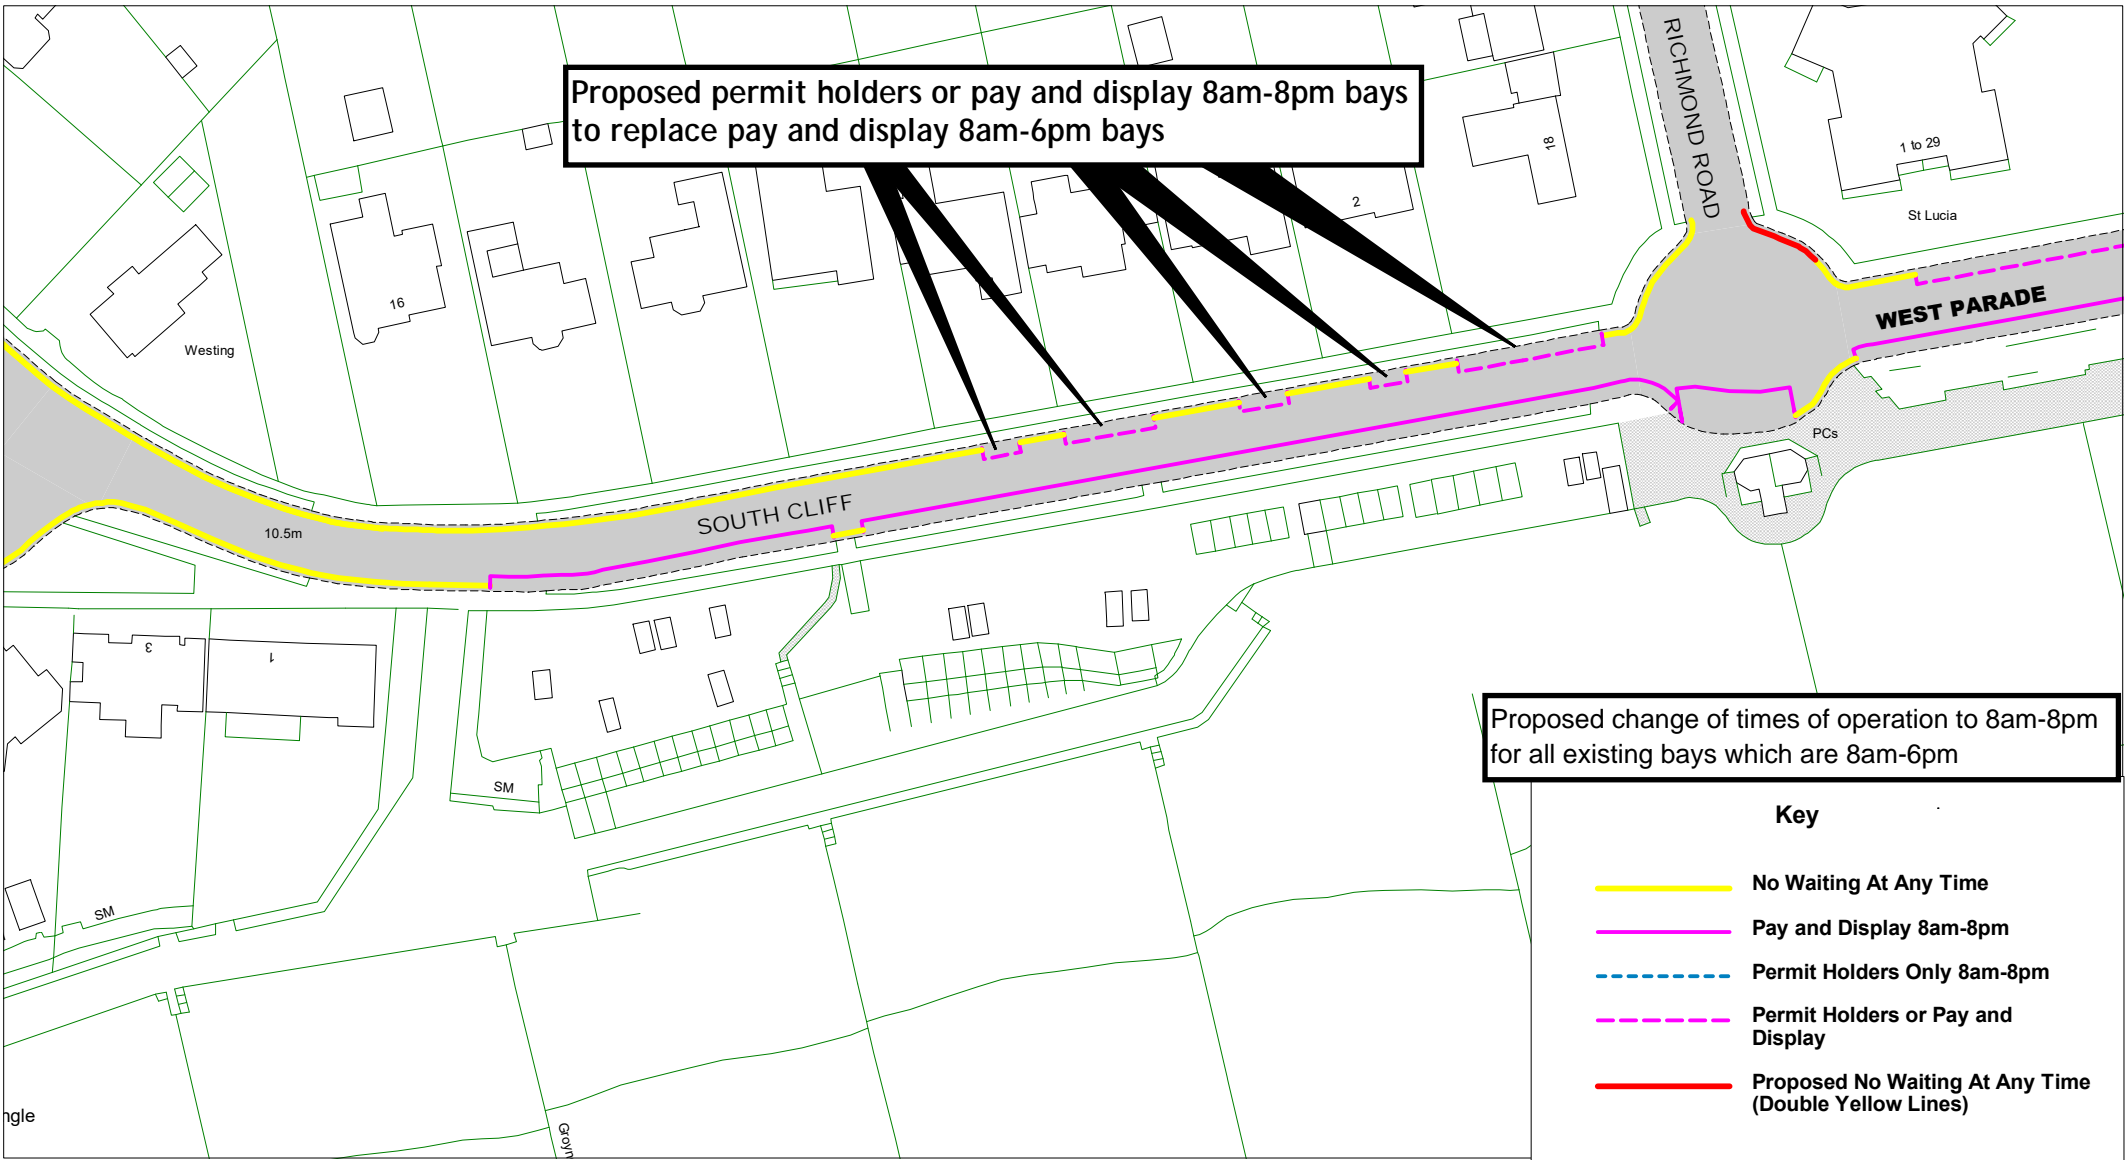 Proposed permit holders or pay and display 8am-8pm bays
to replace pay and display 8am-6pm bays
RICHMOND ROAD
1 to 29
18
St Lucia
2
16
WEST PARADE
Westing
PCs
SOUTH CLIFF
10.5m
3
1
Proposed change of times of operation to 8am-8pm
for all existing bays which are 8am-6pm
SM
Key
No Waiting At Any Time
SM
Pay and Display 8am-8pm
Permit Holders Only 8am-8pm
Permit Holders or Pay and
Display
Proposed No Waiting At Any Time
(Double Yellow Lines)
ngle
Groyn